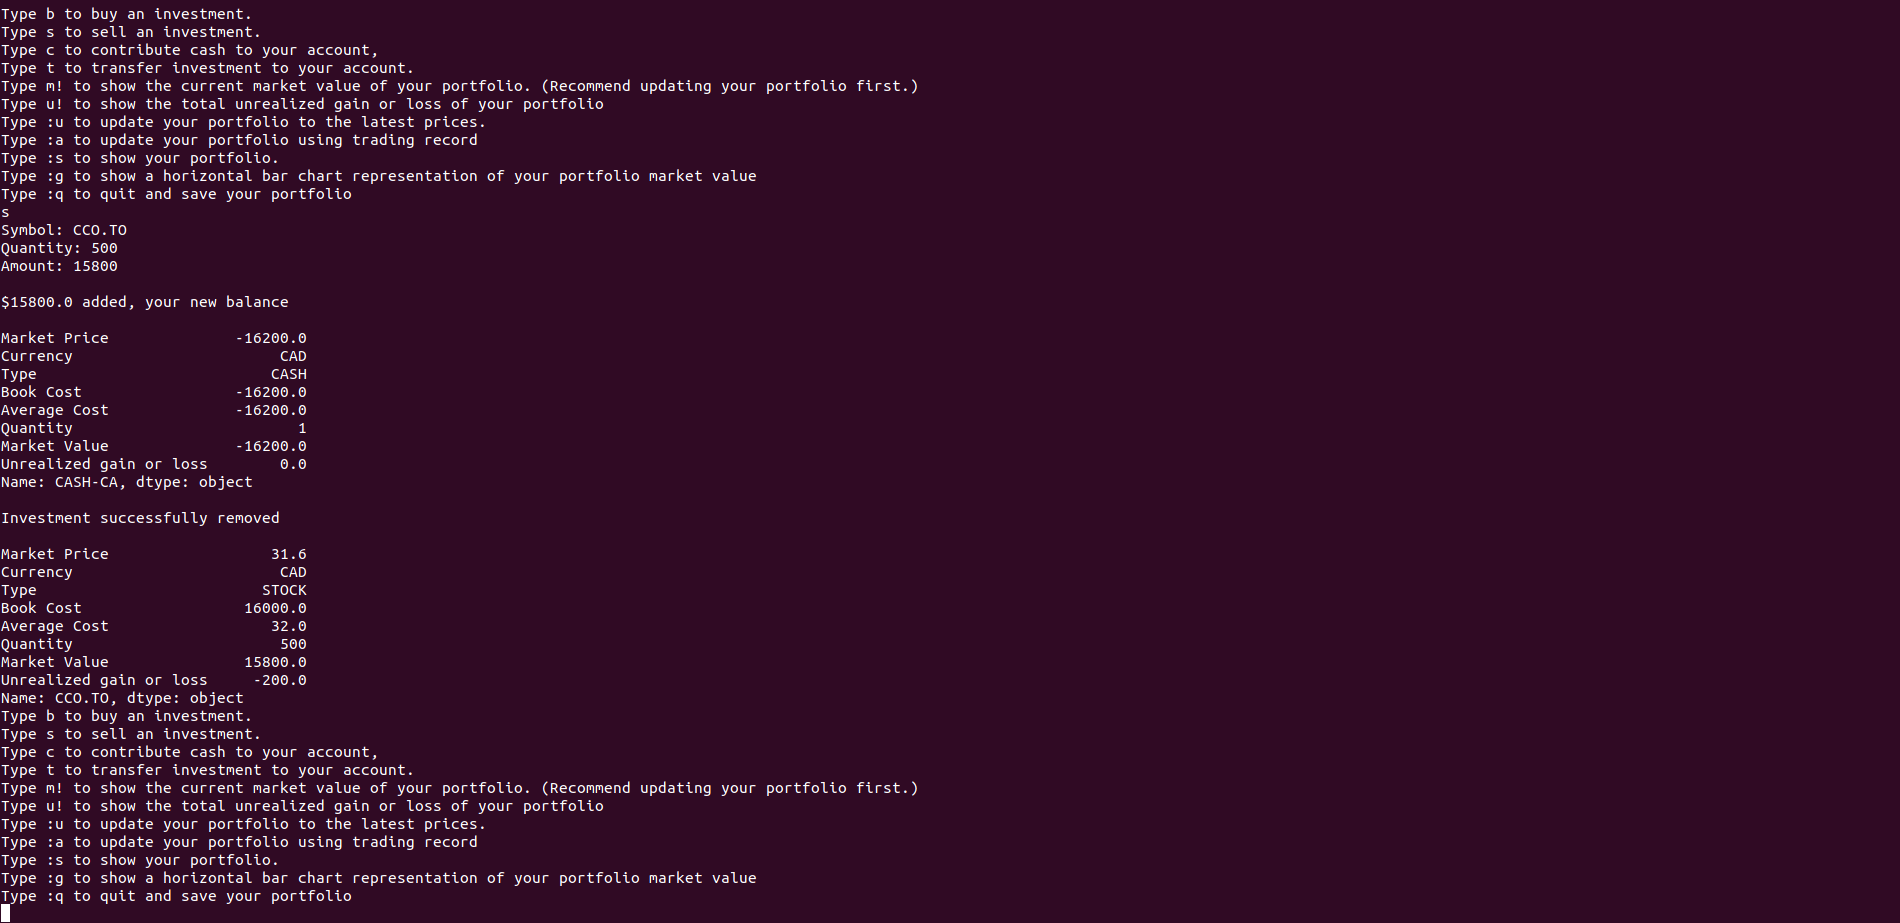 Type b to buy an investment.
Type s to sell an investment.
Type c to contribute cash to your account,
Type t to transfer investment to your account.
Type m! to show the current market value of your portfolio. (Recommend updating your portfolio first.)
Type u! to show the total unrealized gain or loss of your portfolio
Type :u to update your portfolio to the latest prices.
Type :a to update your portfolio using trading record
Type :s to show your portfolio.
Type :g to show a horizontal bar chart representation of your portfolio market value
Type :q to quit and save your portfolio
s
Symbol: CCO.TO
Quantity: 500
Amount: 15800
$15800.0 added, your new balance
Market Price -16200.0
Currency CAD
Type CASH
Book Cost -16200.0
Average Cost -16200.0
Quantity 1
Market Value -16200.0
Unrealized gain or loss 0.0
Name: CASH-CA, dtype: object
Investment successfully removed
Market Price 31.6
Currency CAD
Type STOCK
Book Cost 16000.0
Average Cost 32.0
Quantity 500
Market Value 15800.0
Unrealized gain or loss -200.0
Name: CCO.TO, dtype: object
Type b to buy an investment.
Type s to sell an investment.
Type c to contribute cash to your account,
Type t to transfer investment to your account.
Type m! to show the current market value of your portfolio. (Recommend updating your portfolio first.)
Type u! to show the total unrealized gain or loss of your portfolio
Type :u to update your portfolio to the latest prices.
Type :a to update your portfolio using trading record
Type :s to show your portfolio.
Type :g to show a horizontal bar chart representation of your portfolio market value
Type :q to quit and save your portfolio